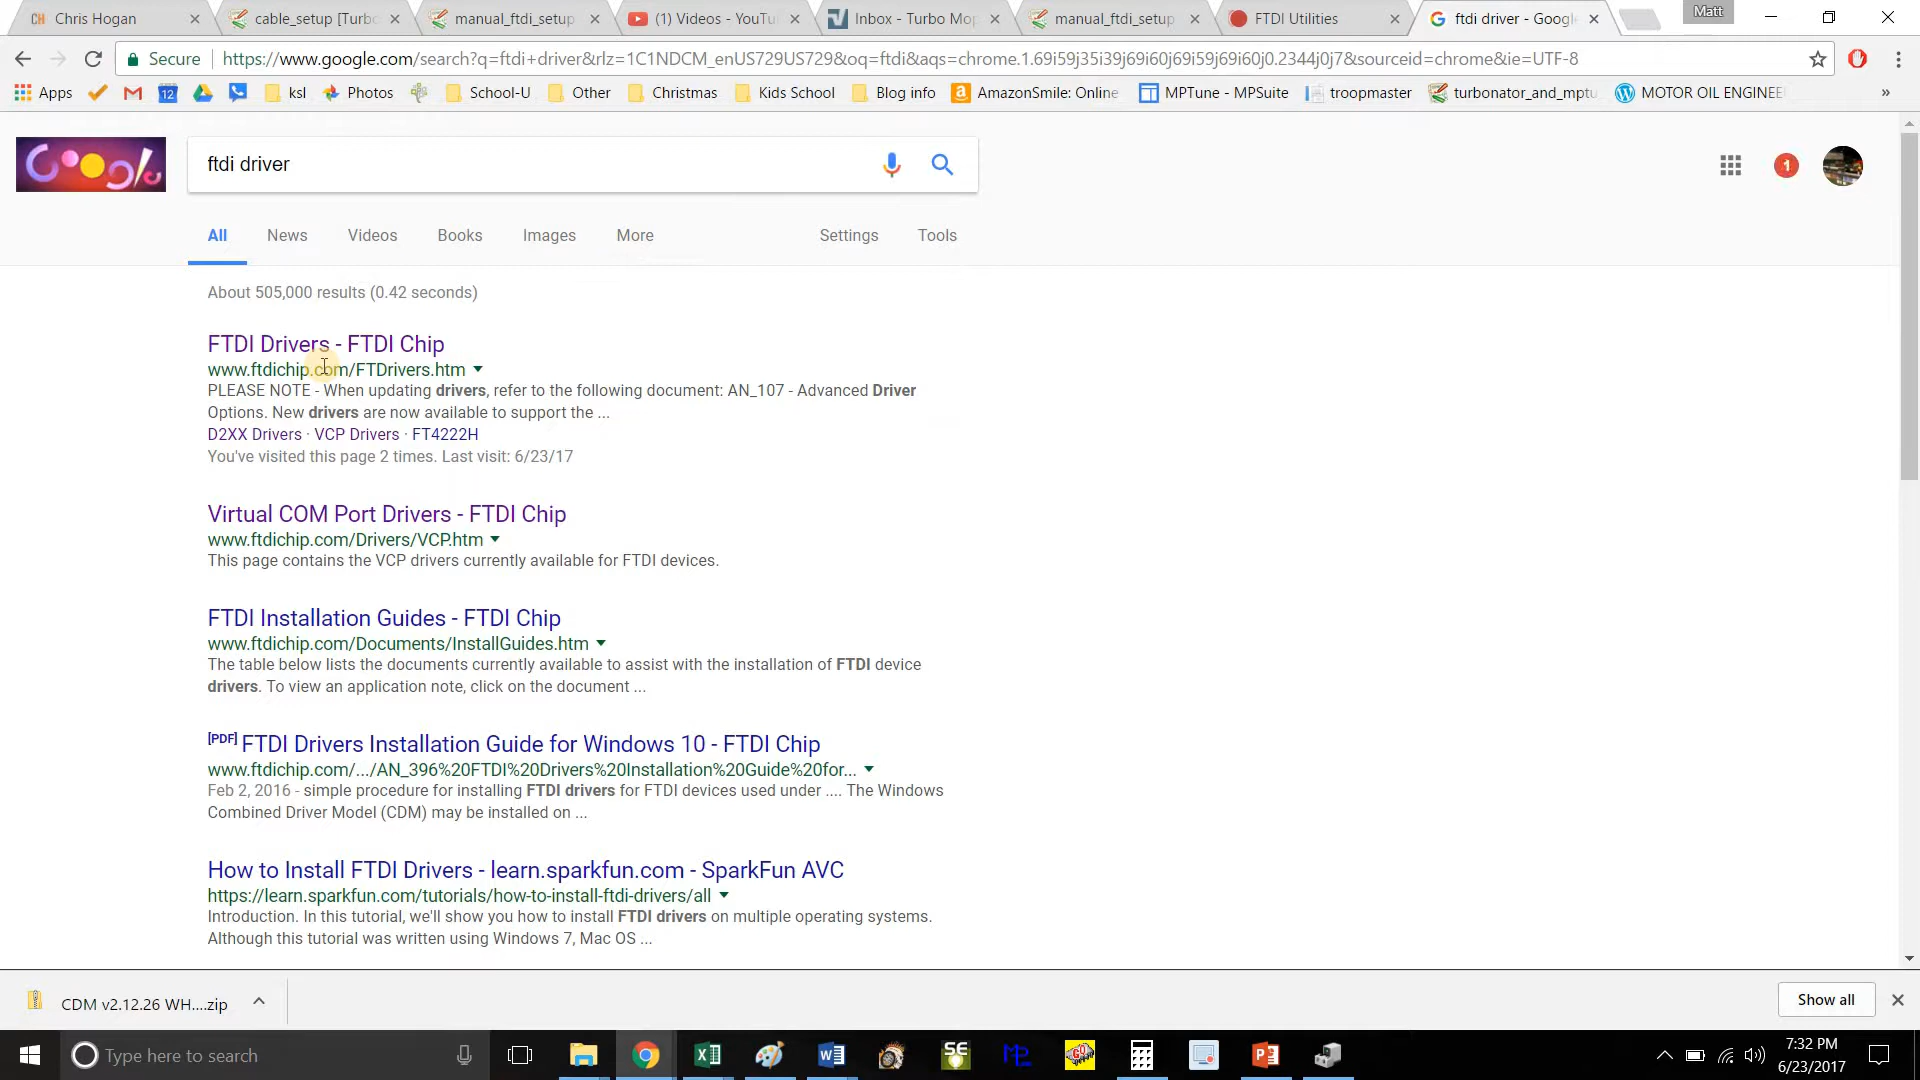 Chris Hogan
cable_setup [Turbo
manual_ftdi_setup
(1) Videos - YouTu
Inbox - Turbo Mop
manual_ftdi_setup
FTDI Utilities
ftdi driver - Google
Matt
Secure
https://www.google.com/search?q=ftdi+driver&rlz=1C1NDCM_enUS729US729&oq=ftdi&aqs=chrome.1.69i59j35i39j69i60j69i59j69i60j0.2344j0j7&sourceid=chrome&ie=UTF-8
Apps
12
ksl
Photos
School-U
Other
Christmas
Kids School
Blog info
AmazonSmile: Online
MPTune - MPSuite
troopmaster
turbonator_and_mptu
MOTOR OIL ENGINEE
»
ftdi driver
1
All News Videos Books Images More Settings Tools
About 505,000 results (0.42 seconds)
FTDI Drivers - FTDI Chip
www.ftdichip.com/FTDrivers.htm
PLEASE NOTE - When updating drivers, refer to the following document: AN_107 - Advanced Driver
Options. New drivers are now available to support the ...
D2XX Drivers · VCP Drivers · FT4222H
You've visited this page 2 times. Last visit: 6/23/17
Virtual COM Port Drivers - FTDI Chip
www.ftdichip.com/Drivers/VCP.htm
This page contains the VCP drivers currently available for FTDI devices.
FTDI Installation Guides - FTDI Chip
www.ftdichip.com/Documents/InstallGuides.htm
The table below lists the documents currently available to assist with the installation of FTDI device
drivers. To view an application note, click on the document ...
[PDF] FTDI Drivers Installation Guide for Windows 10 - FTDI Chip
www.ftdichip.com/.../AN_396%20FTDI%20Drivers%20Installation%20Guide%20for...
Feb 2, 2016 - simple procedure for installing FTDI drivers for FTDI devices used under .... The Windows
Combined Driver Model (CDM) may be installed on ...
How to Install FTDI Drivers - learn.sparkfun.com - SparkFun AVC
https://learn.sparkfun.com/tutorials/how-to-install-ftdi-drivers/all
Introduction. In this tutorial, we'll show you how to install FTDI drivers on multiple operating systems.
Although this tutorial was written using Windows 7, Mac OS ...
CDM v2.12.26 WH....zip
Show all
Type here to search
SE
7:32 PM
6/23/2017